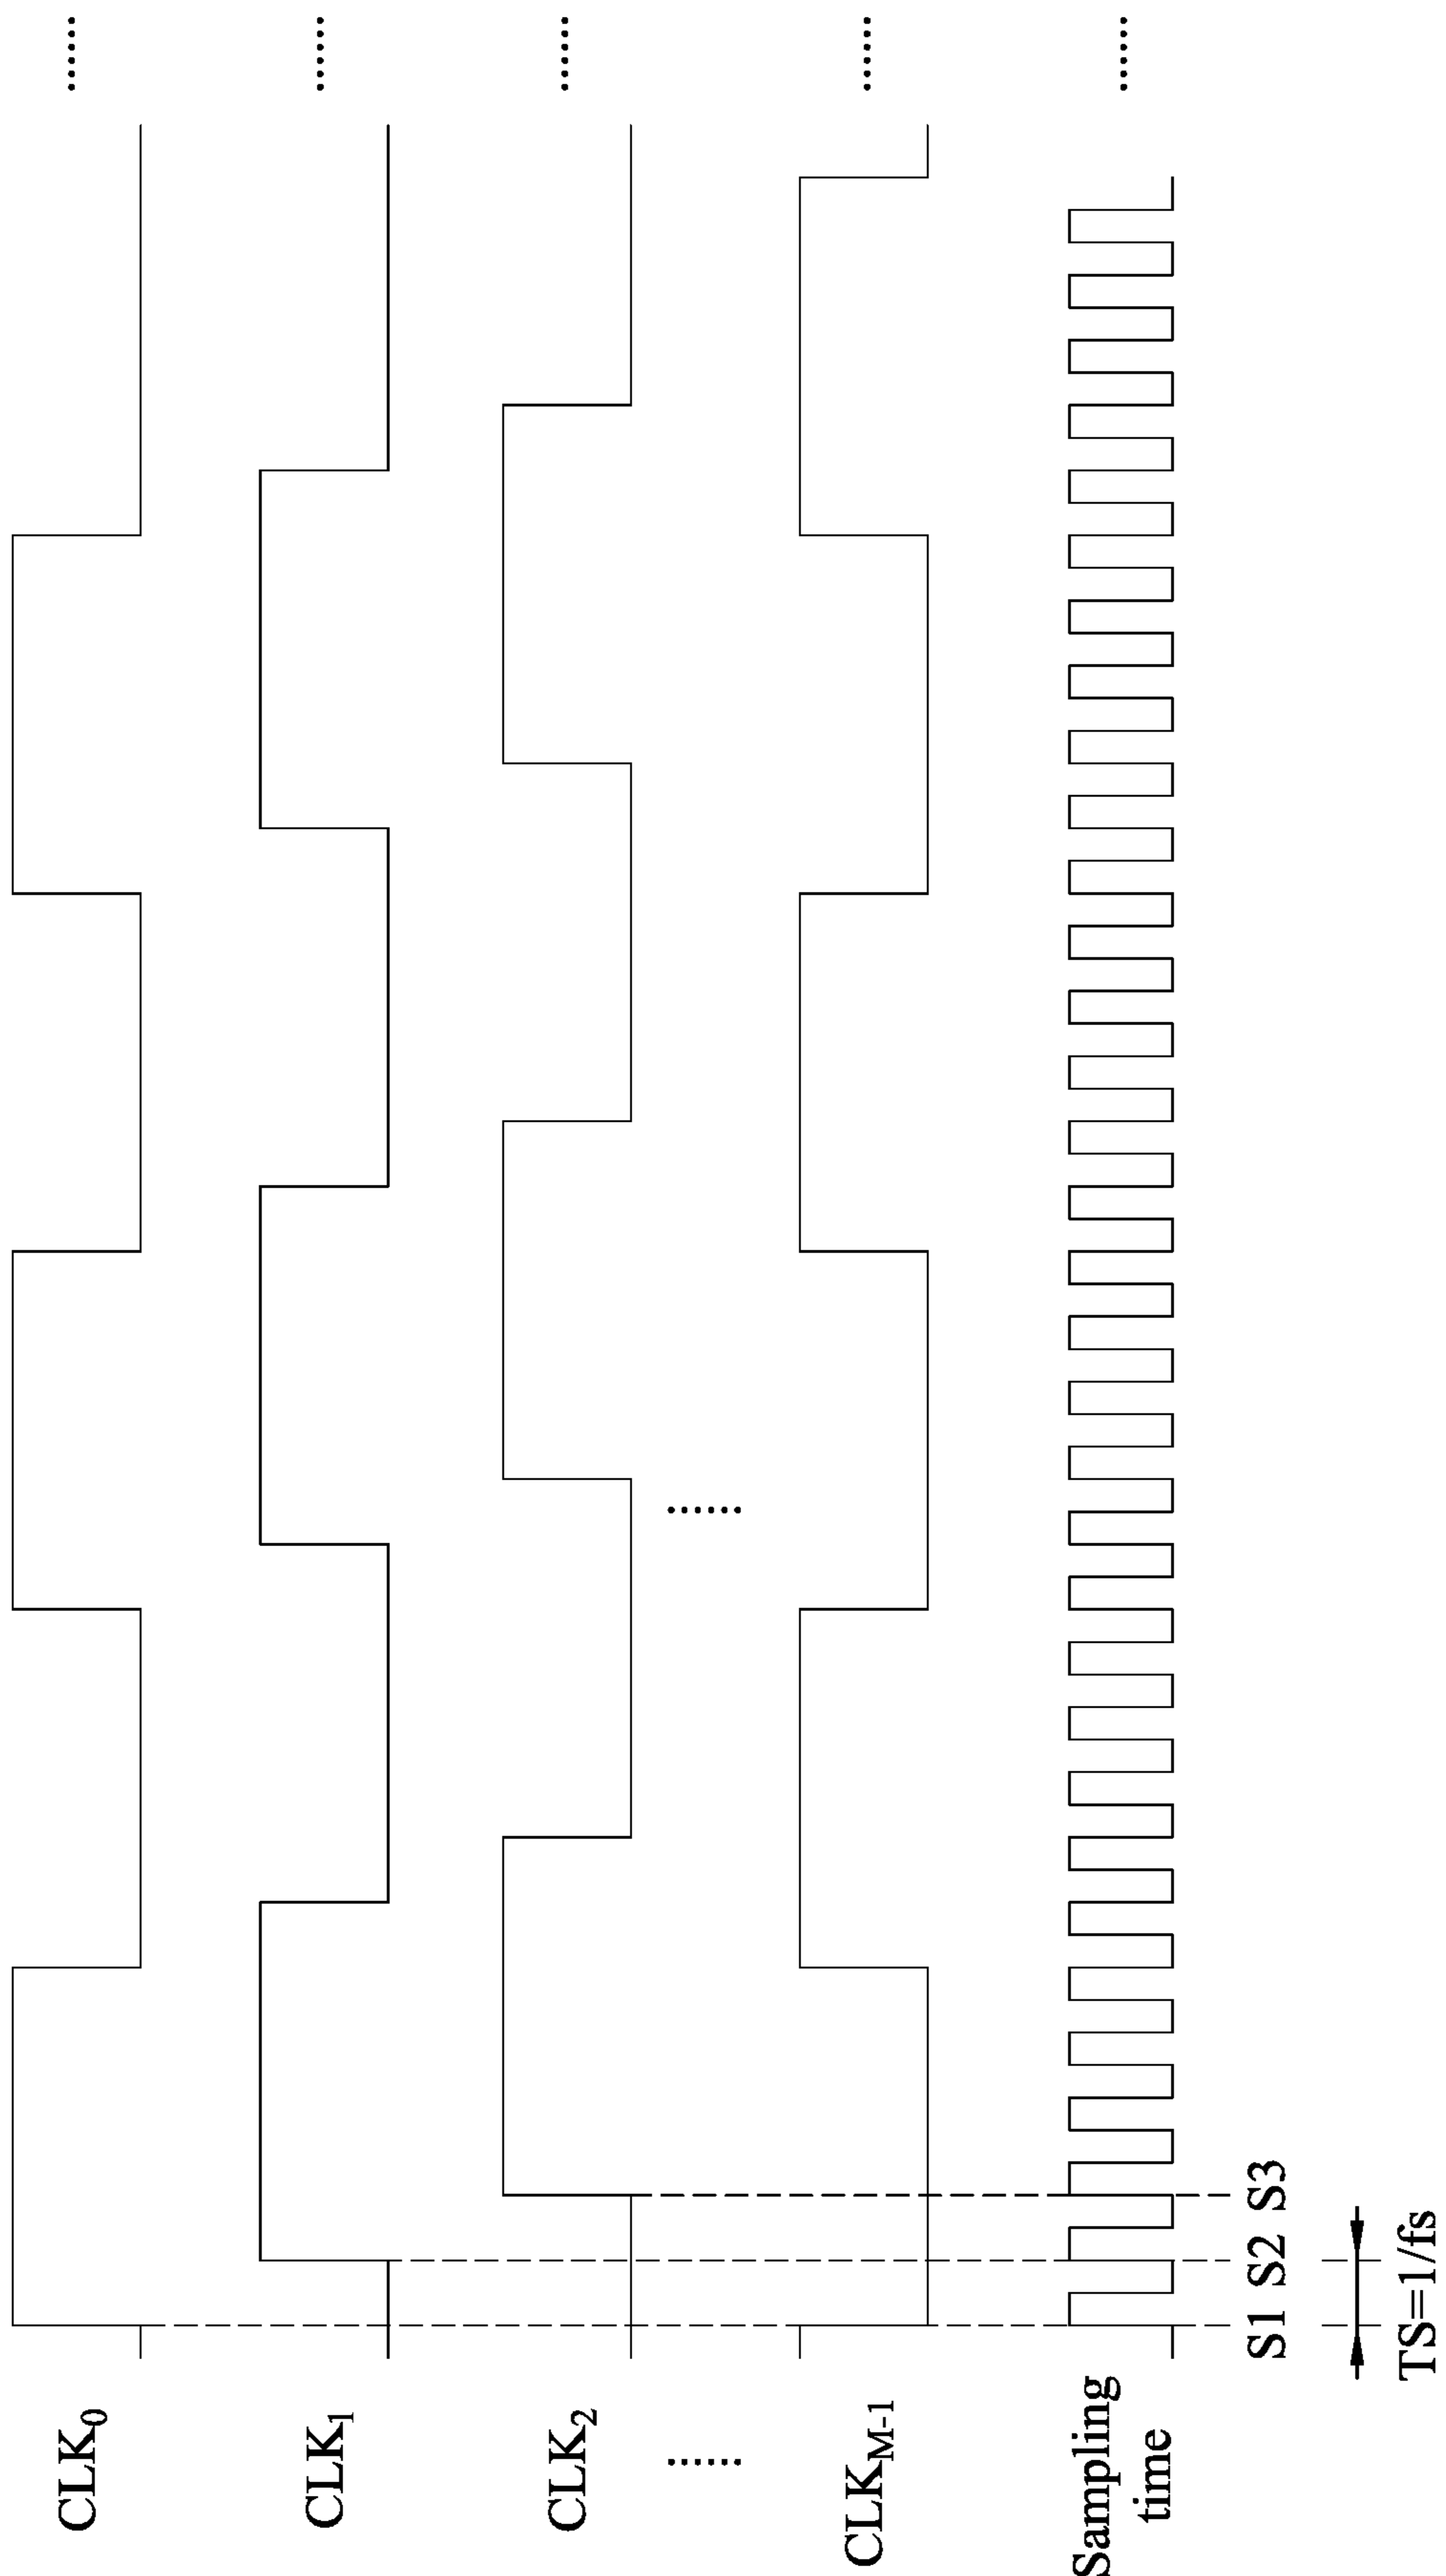 CLK0
CLK1
CLK2
......
......
CLKM-1
Sampling
time
S1 S2 S3
TS=1/fs